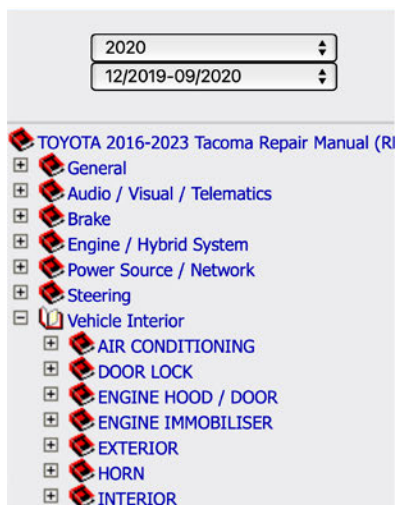 2020
12/2019-09/2020
TOYOTA 2016-2023 Tacoma Repair Manual (R
General
Audio / Visual / Telematics
Brake
Engine / Hybrid System
Power Source / Network
Steering
Vehicle Interior
AIR CONDITIONING
DOOR LOCK
ENGINE HOOD / DOOR
ENGINE IMMOBILISER
EXTERIOR
HORN
INTERIOR